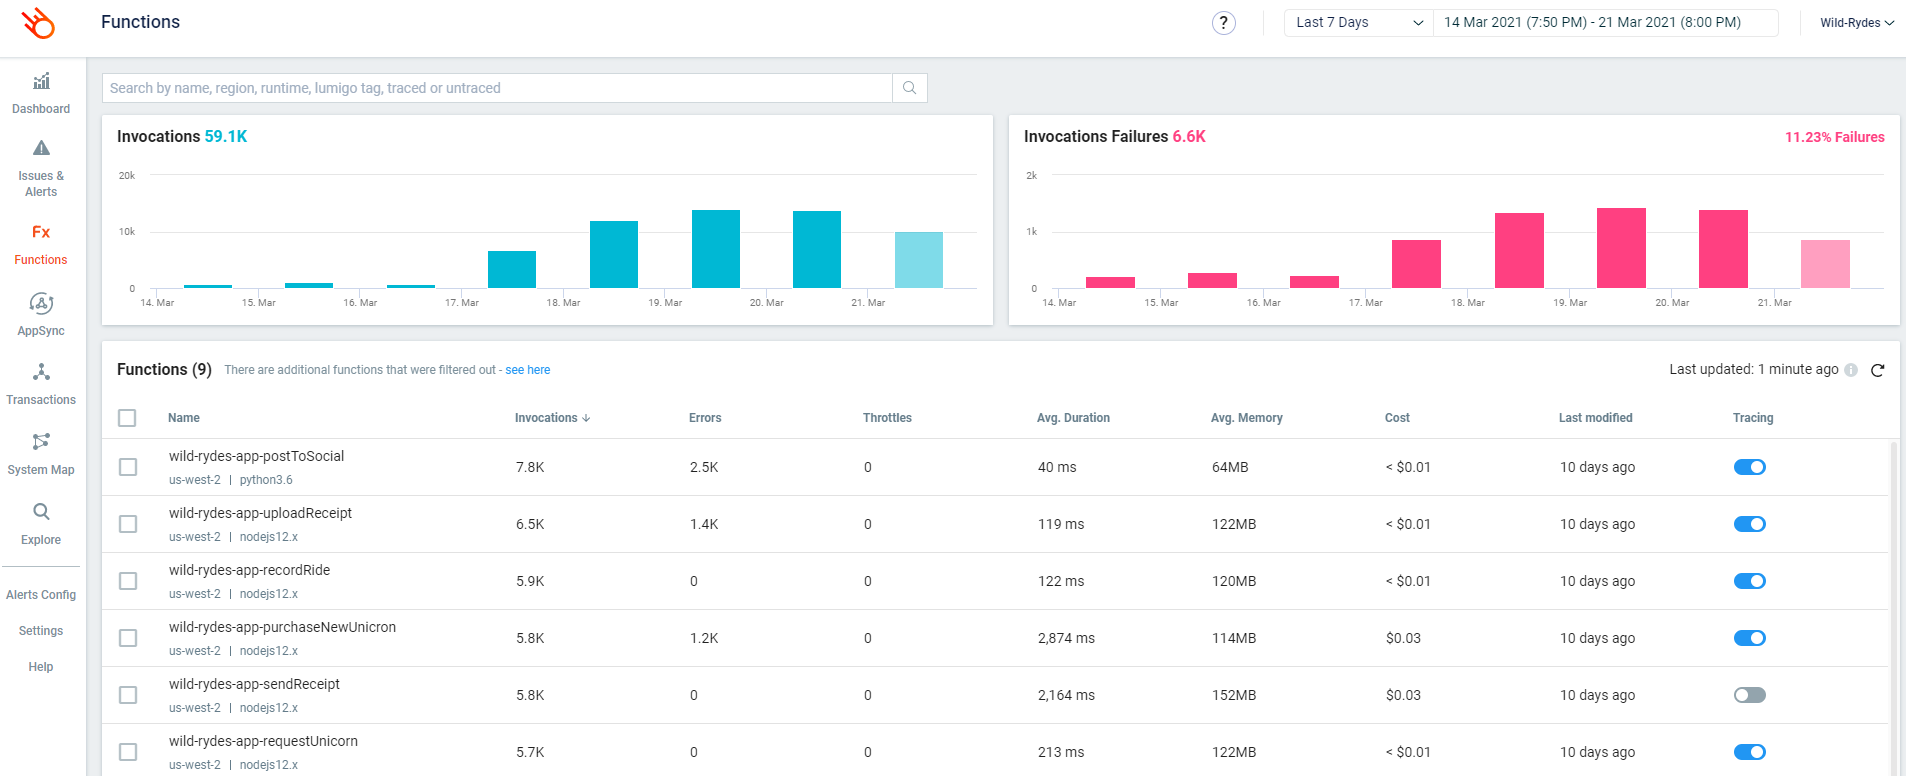 Functions
?
Last 7 Days
14 Mar 2021 (7:50 PM) - 21 Mar 2021 (8:00 PM)
Wild-Rydes
Dashboard
Issues &
Alerts
Fx
Functions
AppSync
Transactions
System Map
Explore
Alerts Config
Settings
Help
Search by name, region, runtime, lumigo tag, traced or untraced
Invocations 59.1K
20k
10k
0
14. Mar 15. Mar 16. Mar 17. Mar 18. Mar 19. Mar 20. Mar 21. Mar
Invocations Failures 6.6K
11.23% Failures
2k
1k
0
14. Mar 15. Mar 16. Mar 17. Mar 18. Mar 19. Mar 20. Mar 21. Mar
Functions (9) There are additional functions that were filtered out - see here
Last updated: 1 minute ago
Name Invocations Errors Throttles Avg. Duration Avg. Memory Cost Last modified Tracing
wild-rydes-app-postToSocial
us-west-2 | python3.6
7.8K 2.5K 0 40 ms 64MB < $0.01 10 days ago
wild-rydes-app-uploadReceipt
us-west-2 | nodejs12.x
6.5K 1.4K 0 119 ms 122MB < $0.01 10 days ago
wild-rydes-app-recordRide
us-west-2 | nodejs12.x
5.9K 0 0 122 ms 120MB < $0.01 10 days ago
wild-rydes-app-purchaseNewUnicron
us-west-2 | nodejs12.x
5.8K 1.2K 0 2,874 ms 114MB $0.03 10 days ago
wild-rydes-app-sendReceipt
us-west-2 | nodejs12.x
5.8K 0 0 2,164 ms 152MB $0.03 10 days ago
wild-rydes-app-requestUnicorn
us-west-2 | nodejs12.x
5.7K 0 0 213 ms 122MB < $0.01 10 days ago